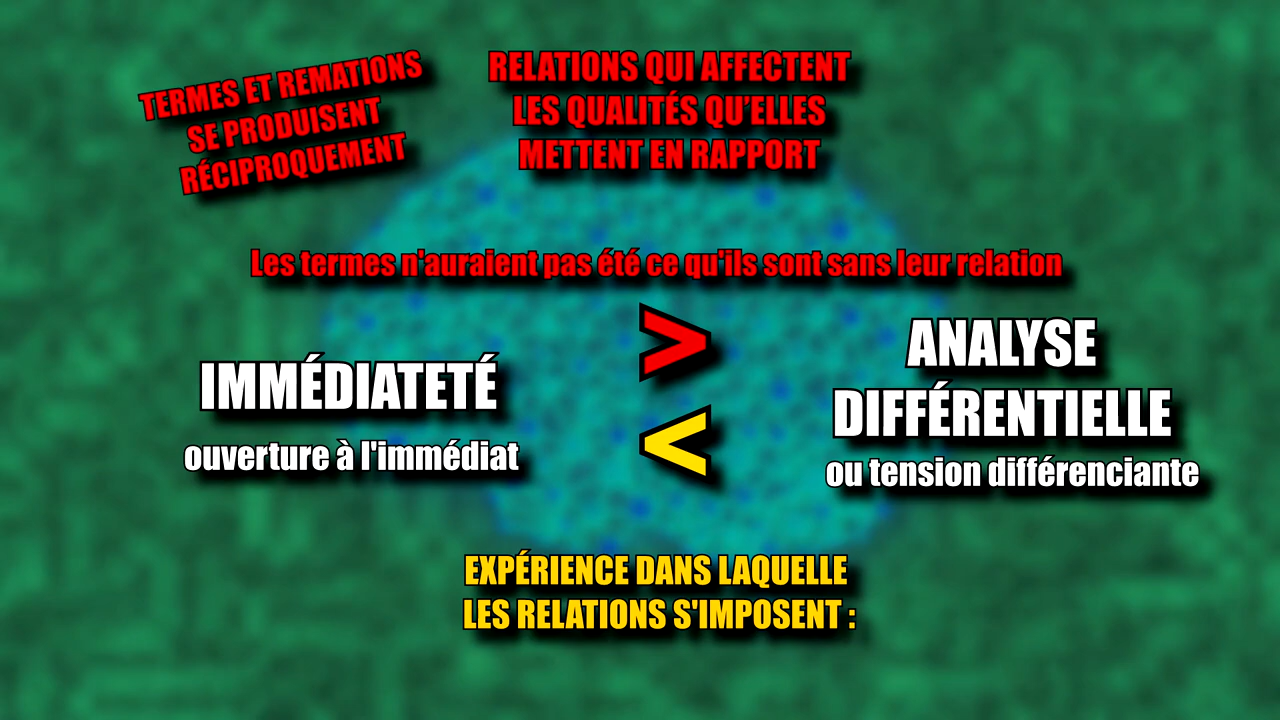 TERMES ET REMATIONS
SE PRODUISENT
RÉCIPROQUEMENT
RELATIONS QUI AFFECTENT
LES QUALITÉS QU'ELLES
METTENT EN RAPPORT
Les termes n'auraient pas été ce qu'ils sont sans leur relation
>
<
IMMÉDIATETÉ
ouverture à l'immédiat
ANALYSE
DIFFÉRENTIELLE
ou tension différenciante
EXPÉRIENCE DANS LAQUELLE
LES RELATIONS S'IMPOSENT :